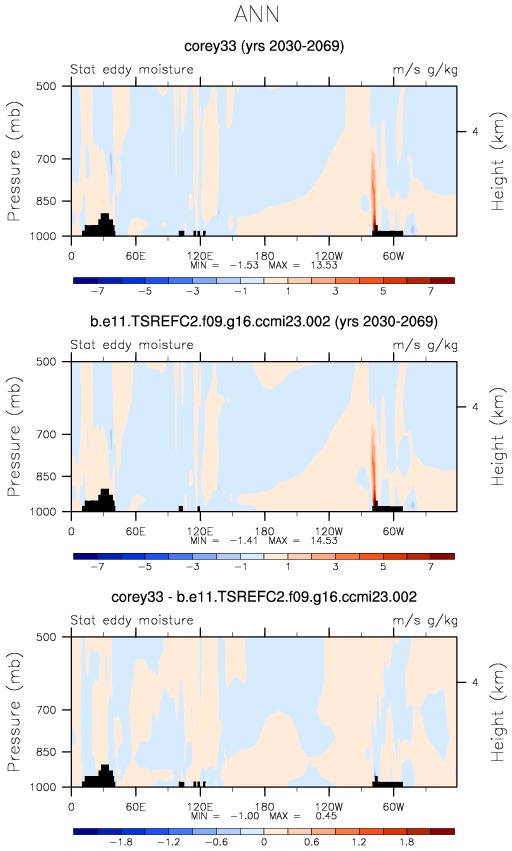 ANN
corey33 (yrs 2030-2069)
Stat eddy moisture m/s g/kg
500
700
850
1000
Pressure (mb)
4
Height (km)
0 60E 120E 180 120W 60W
MIN = -1.53 MAX = 13.53
-7 -5 -3 -1 1 3 5 7
b.e11.TSREFC2.f09.g16.ccmi23.002 (yrs 2030-2069)
Stat eddy moisture m/s g/kg
500
700
850
1000
Pressure (mb)
4
Height (km)
0 60E 120E 180 120W 60W
MIN = -1.41 MAX = 14.53
-7 -5 -3 -1 1 3 5 7
corey33 - b.e11.TSREFC2.f09.g16.ccmi23.002
Stat eddy moisture m/s g/kg
500
700
850
1000
Pressure (mb)
4
Height (km)
0 60E 120E 180 120W 60W
MIN = -1.00 MAX = 0.45
-1.8 -1.2 -0.6 0 0.6 1.2 1.8